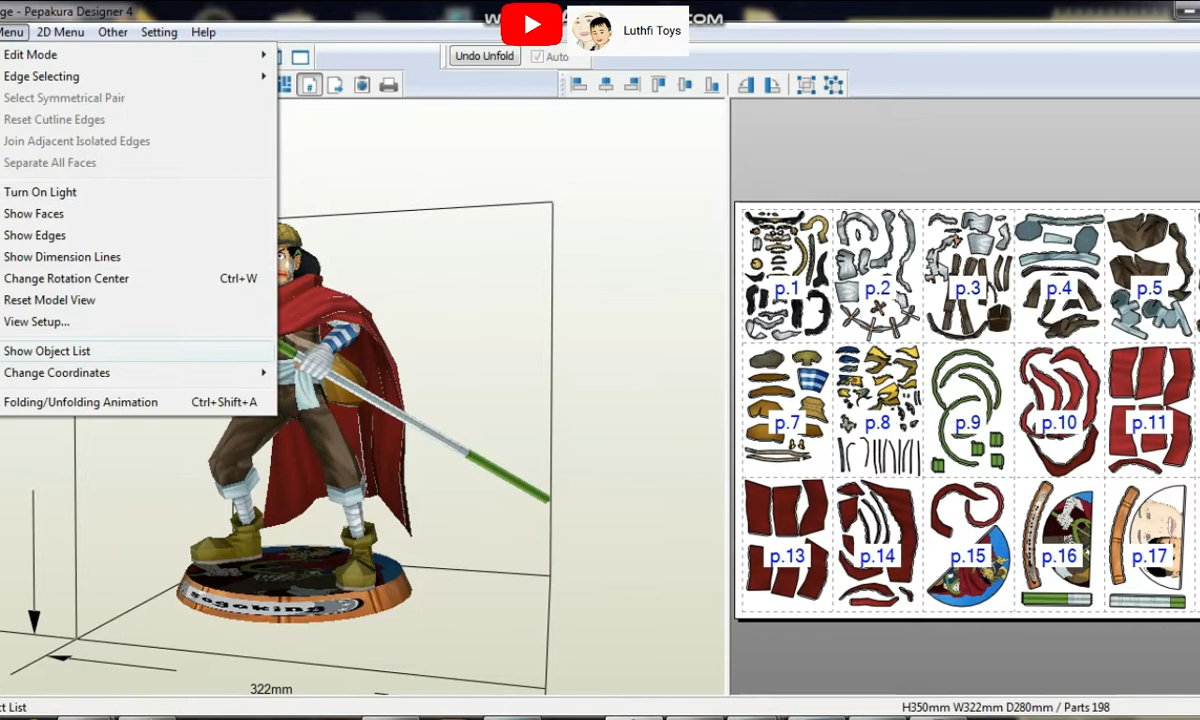 ge - Pepakura Designer 4
Luthfi Toys
Menu 2D Menu Other Setting Help
Edit Mode
Edge Selecting
Select Symmetrical Pair
Reset Cutline Edges
Join Adjacent Isolated Edges
Separate All Faces
Turn On Light
Show Faces
Show Edges
Show Dimension Lines
Change Rotation Center Ctrl+W
Reset Model View
View Setup...
Show Object List
Change Coordinates
Folding/Unfolding Animation Ctrl+Shift+A
Undo Unfold Auto
sogeking
322mm
p.1 p.2 p.3 p.4 p.5
p.7 p.8 p.9 p.10 p.11
p.13 p.14 p.15 p.16 p.17
ct List
H350mm W322mm D280mm / Parts 198